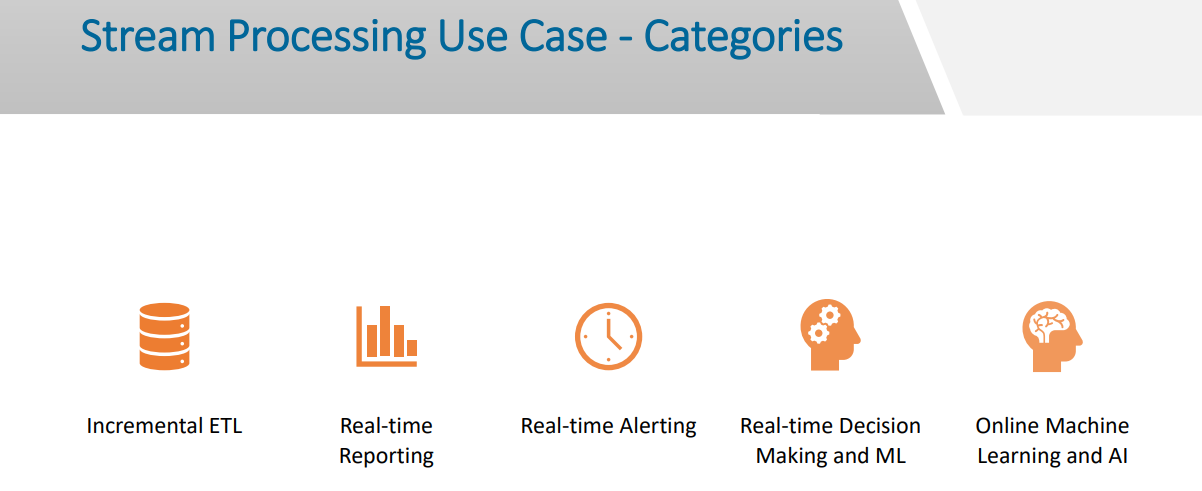 Stream Processing Use Case - Categories
Incremental ETL
Real-time
Reporting
Real-time Alerting
Real-time Decision
Making and ML
Online Machine
Learning and AI